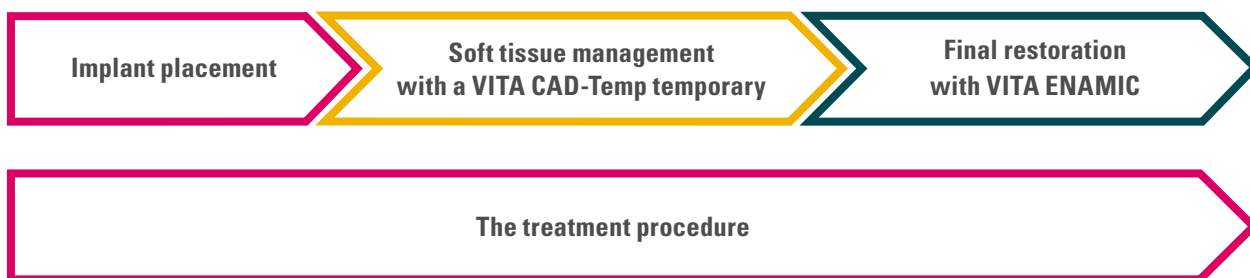 Implant placement
Soft tissue management
with a VITA CAD-Temp temporary
Final restoration
with VITA ENAMIC
The treatment procedure